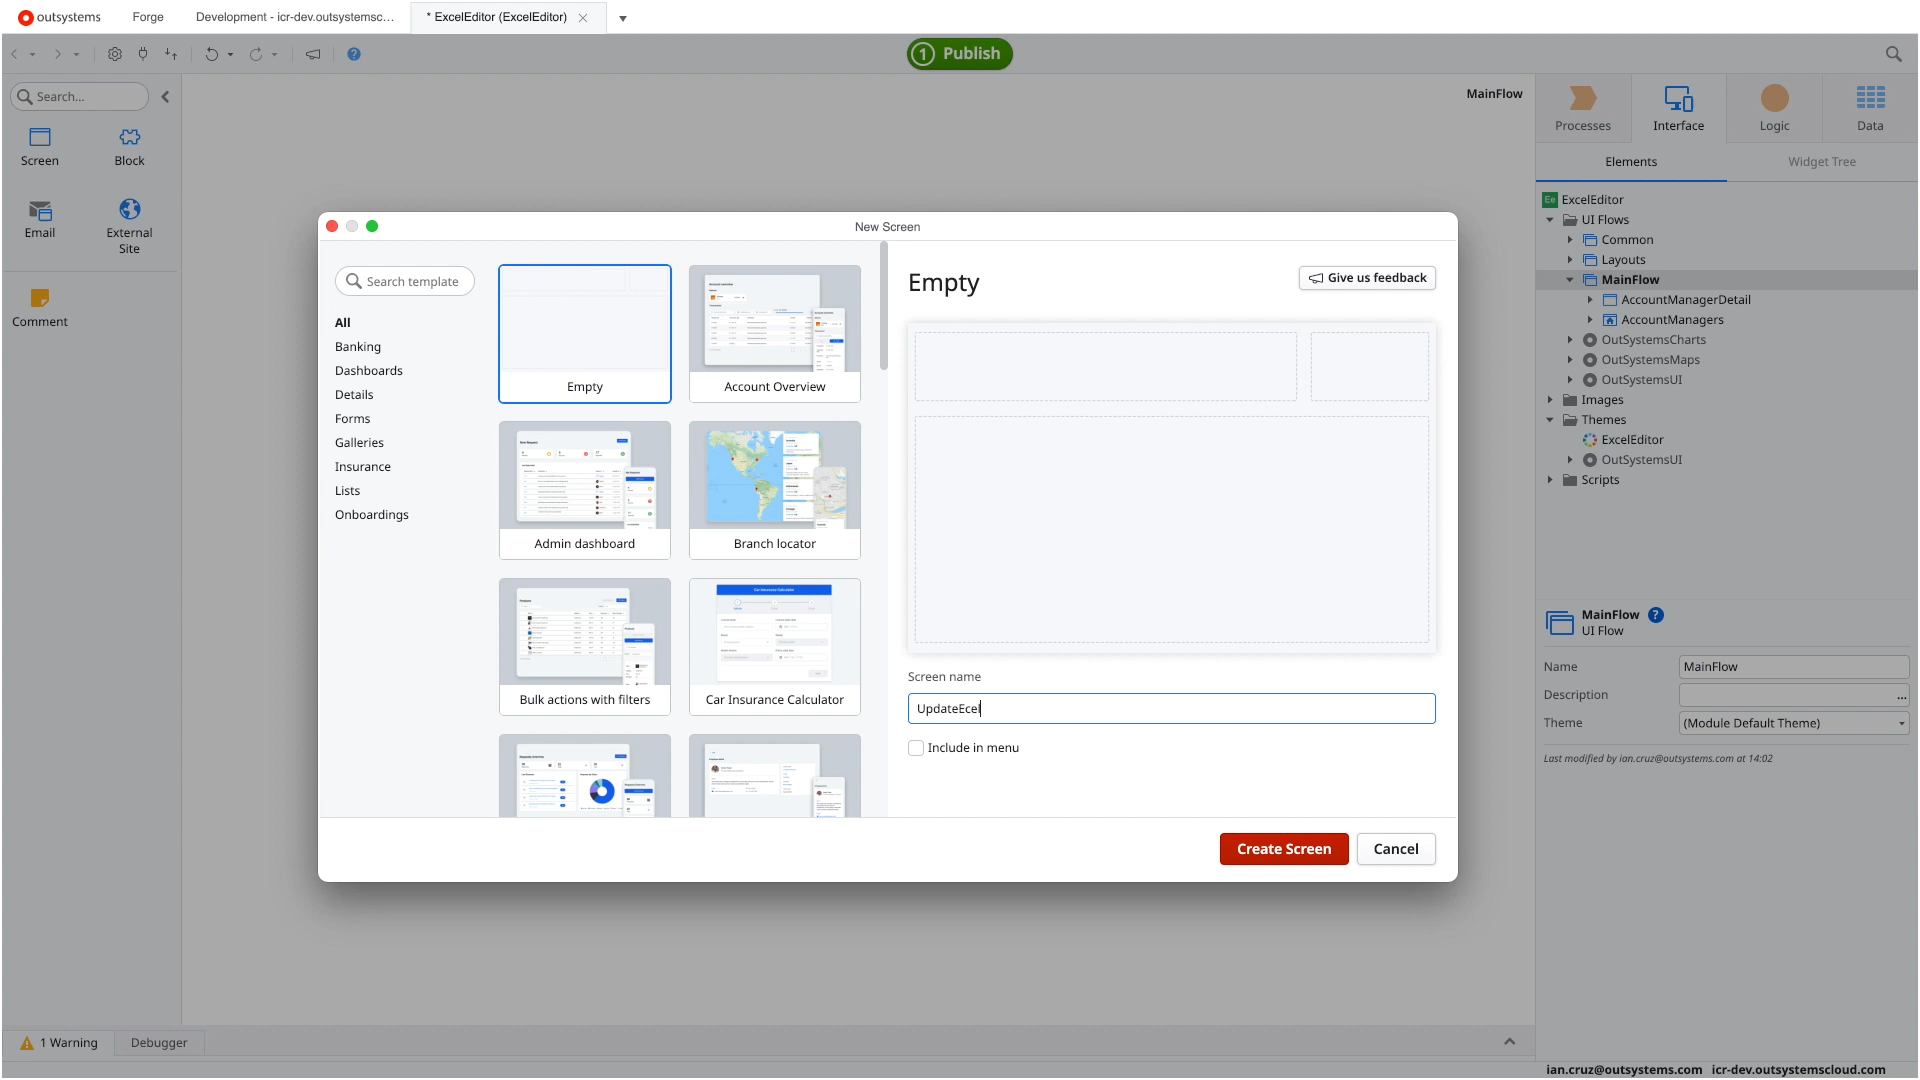 outsystems
Forge
Development - icr-dev.outsystemsc...
* ExcelEditor (ExcelEditor)
1 Publish
Search...
Screen
Block
Email
External
Site
Comment
MainFlow
Processes
Interface
Logic
Data
Elements
Widget Tree
Ee ExcelEditor
UI Flows
Common
Layouts
MainFlow
AccountManagerDetail
AccountManagers
OutSystemsCharts
OutSystemsMaps
OutSystemsUI
Images
Themes
ExcelEditor
OutSystemsUI
Scripts
MainFlow ?
UI Flow
Name
MainFlow
Description
...
Theme
(Module Default Theme)
Last modified by ian.cruz@outsystems.com at 14:02
New Screen
Search template
All
Banking
Dashboards
Details
Forms
Galleries
Insurance
Lists
Onboardings
Empty
Account Overview
Admin dashboard
Branch locator
Bulk actions with filters
Car Insurance Calculator
Empty
Give us feedback
Screen name
UpdateEcel
Include in menu
Create Screen
Cancel
1 Warning
Debugger
ian.cruz@outsystems.com icr-dev.outsystemscloud.com